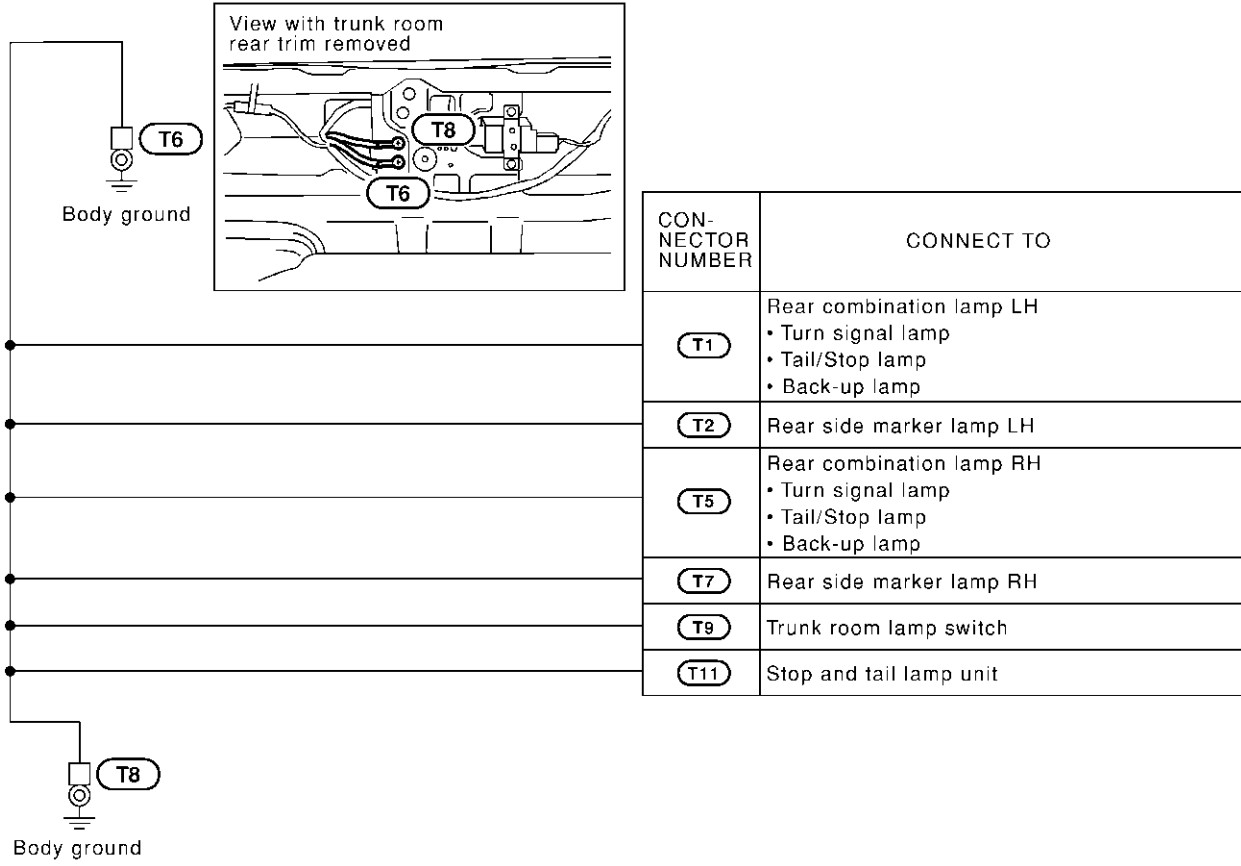 View with trunk room
rear trim removed
T8
T6
T6
Body ground
CON-
NECTOR
NUMBER
CONNECT TO
T1
Rear combination lamp LH
• Turn signal lamp
• Tail/Stop lamp
• Back-up lamp
T2
Rear side marker lamp LH
T5
Rear combination lamp RH
• Turn signal lamp
• Tail/Stop lamp
• Back-up lamp
T7
Rear side marker lamp RH
T9
Trunk room lamp switch
T11
Stop and tail lamp unit
T8
Body ground